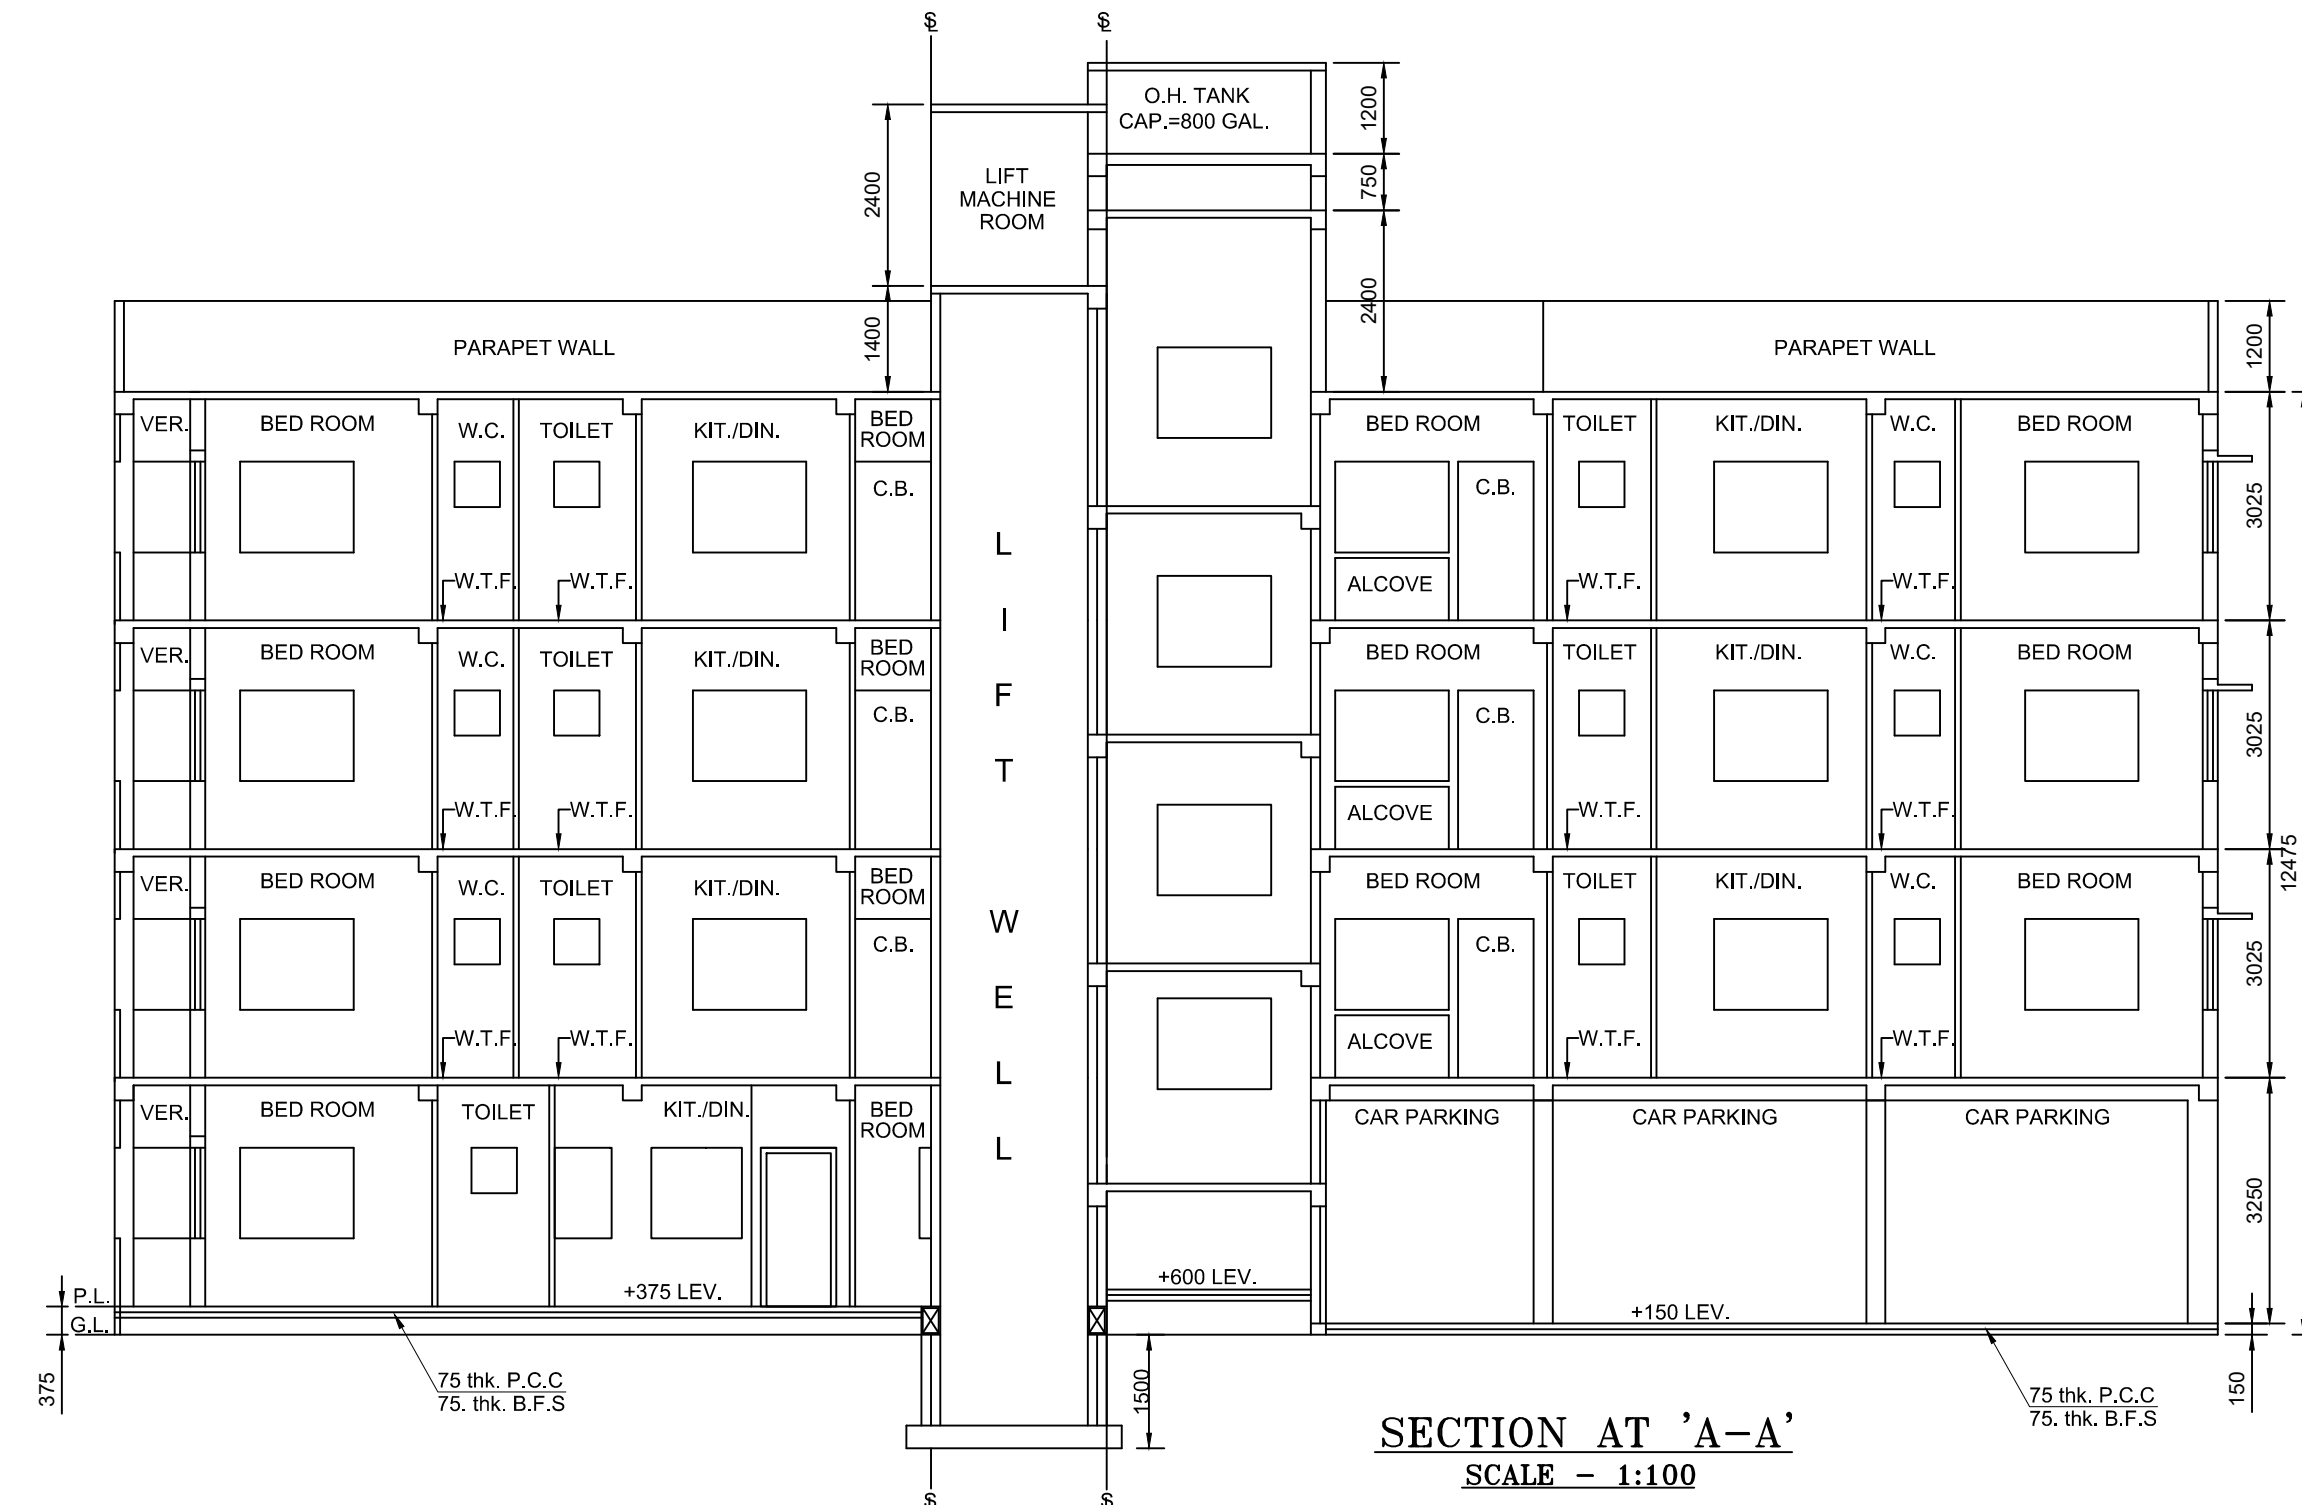 O.H. TANK
CAP.=800 GAL.
1200
750
2400
LIFT
MACHINE
ROOM
2400
1400
PARAPET WALL
PARAPET WALL
1200
VER.
BED ROOM
W.C.
TOILET
KIT./DIN.
BED
ROOM
C.B.
W.T.F.
W.T.F.
BED ROOM
TOILET
KIT./DIN.
W.C.
BED ROOM
C.B.
ALCOVE
W.T.F.
W.T.F.
3025
VER.
BED ROOM
W.C.
TOILET
KIT./DIN.
BED
ROOM
C.B.
W.T.F.
W.T.F.
BED ROOM
TOILET
KIT./DIN.
W.C.
BED ROOM
C.B.
ALCOVE
W.T.F.
W.T.F.
3025
12475
VER.
BED ROOM
W.C.
TOILET
KIT./DIN.
BED
ROOM
C.B.
W.T.F.
W.T.F.
BED ROOM
TOILET
KIT./DIN.
W.C.
BED ROOM
C.B.
ALCOVE
W.T.F.
W.T.F.
3025
LIFT WELL
VER.
BED ROOM
TOILET
KIT./DIN.
BED
ROOM
CAR PARKING
CAR PARKING
CAR PARKING
3250
+375 LEV.
+600 LEV.
+150 LEV.
P.L.
G.L.
375
75 thk. P.C.C
75. thk. B.F.S
1500
75 thk. P.C.C
75. thk. B.F.S
150
SECTION AT 'A-A'
SCALE - 1:100